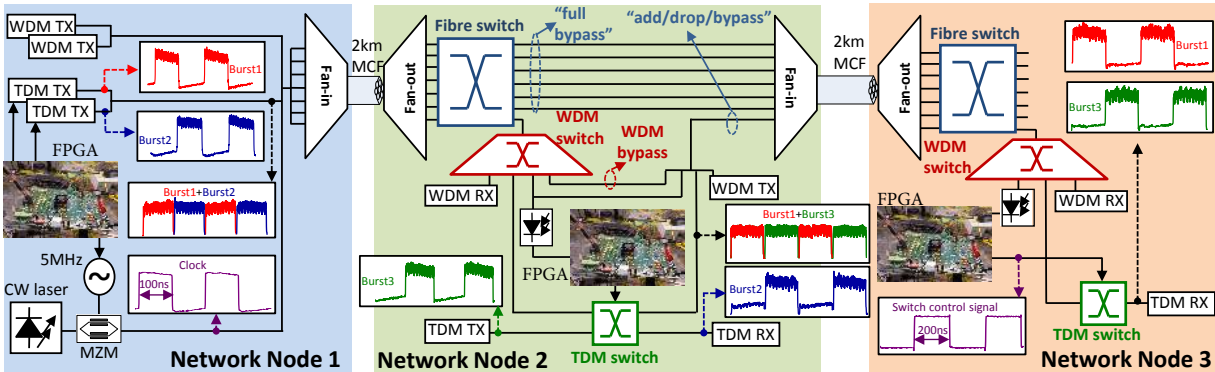 WDM TX
WDM TX
TDM TX
TDM TX
FPGA
5MHz
CW laser
MZM
Burst1
Burst2
Burst1+Burst2
Clock
100ns
Fan-in
Network Node 1
2km
MCF
Fan-out
Fibre switch
“full
bypass”
“add/drop/bypass”
WDM
switch
WDM
bypass
WDM RX
WDM TX
FPGA
Burst3
Burst1+Burst3
Burst2
TDM TX
TDM RX
TDM switch
Fan-in
Network Node 2
2km
MCF
Fan-out
Fibre switch
Burst1
Burst3
WDM
switch
FPGA
WDM RX
Switch control signal
200ns
TDM RX
TDM switch
Network Node 3